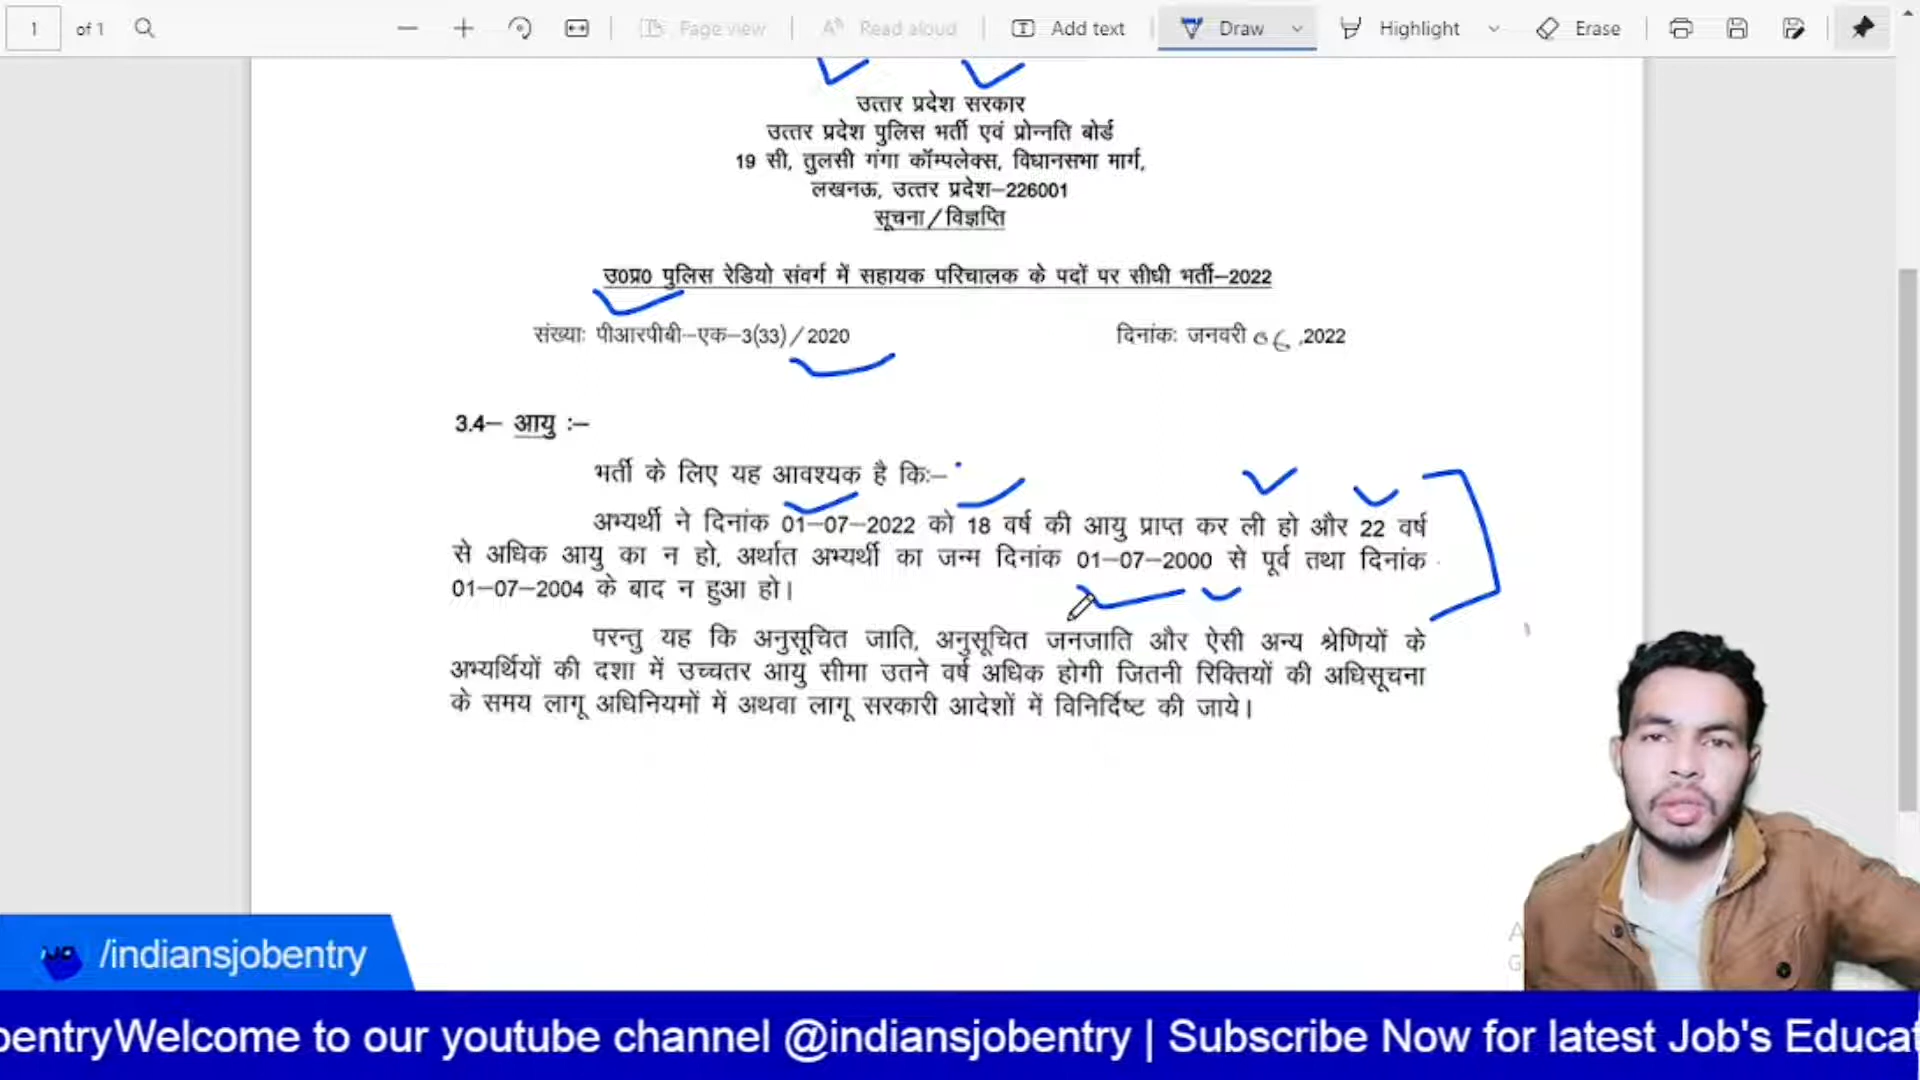 1 of 1 Page view Read aloud Add text Draw Highlight Erase
उत्तर प्रदेश सरकार
उत्तर प्रदेश पुलिस भर्ती एवं प्रोन्नति बोर्ड
19 सी, तुलसी गंगा कॉम्पलेक्स, विधानसभा मार्ग,
लखनऊ, उत्तर प्रदेश–226001
सूचना/विज्ञप्ति
उ0प्र0 पुलिस रेडियो संवर्ग में सहायक परिचालक के पदों पर सीधी भर्ती–2022
संख्याः पीआरपीबी–एक–3(33)/2020 दिनांकः जनवरी 06,2022
3.4– आयु :–
भर्ती के लिए यह आवश्यक है किः–
अभ्यर्थी ने दिनांक 01–07–2022 को 18 वर्ष की आयु प्राप्त कर ली हो और 22 वर्ष
से अधिक आयु का न हो, अर्थात अभ्यर्थी का जन्म दिनांक 01–07–2000 से पूर्व तथा दिनांक
01–07–2004 के बाद न हुआ हो।
परन्तु यह कि अनुसूचित जाति, अनुसूचित जनजाति और ऐसी अन्य श्रेणियों के
अभ्यर्थियों की दशा में उच्चतर आयु सीमा उतने वर्ष अधिक होगी जितनी रिक्तियों की अधिसूचना
के समय लागू अधिनियमों में अथवा लागू सरकारी आदेशों में विनिर्दिष्ट की जाये।
/indiansjobentry
bentryWelcome to our youtube channel @indiansjobentry | Subscribe Now for latest Job's Educat